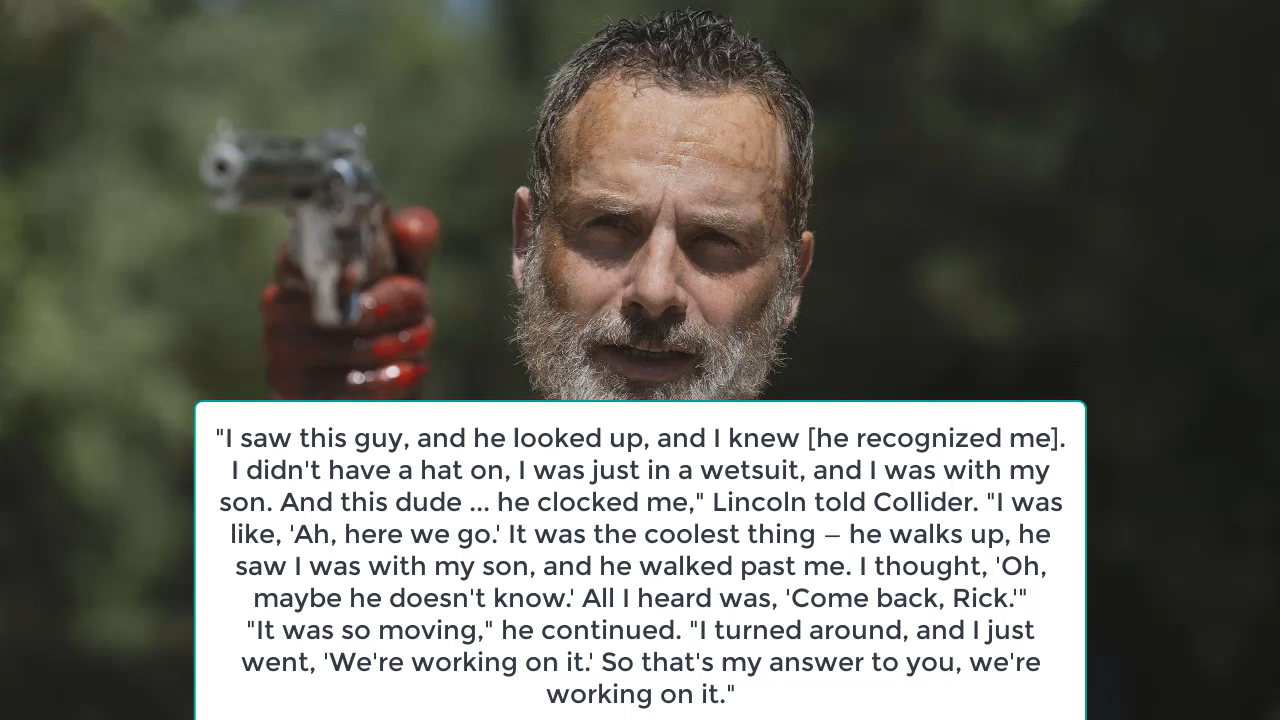 "I saw this guy, and he looked up, and I knew [he recognized me].
I didn't have a hat on, I was just in a wetsuit, and I was with my
son. And this dude ... he clocked me," Lincoln told Collider. "I was
like, 'Ah, here we go.' It was the coolest thing – he walks up, he
saw I was with my son, and he walked past me. I thought, 'Oh,
maybe he doesn't know.' All I heard was, 'Come back, Rick.'"
"It was so moving," he continued. "I turned around, and I just
went, 'We're working on it.' So that's my answer to you, we're
working on it."